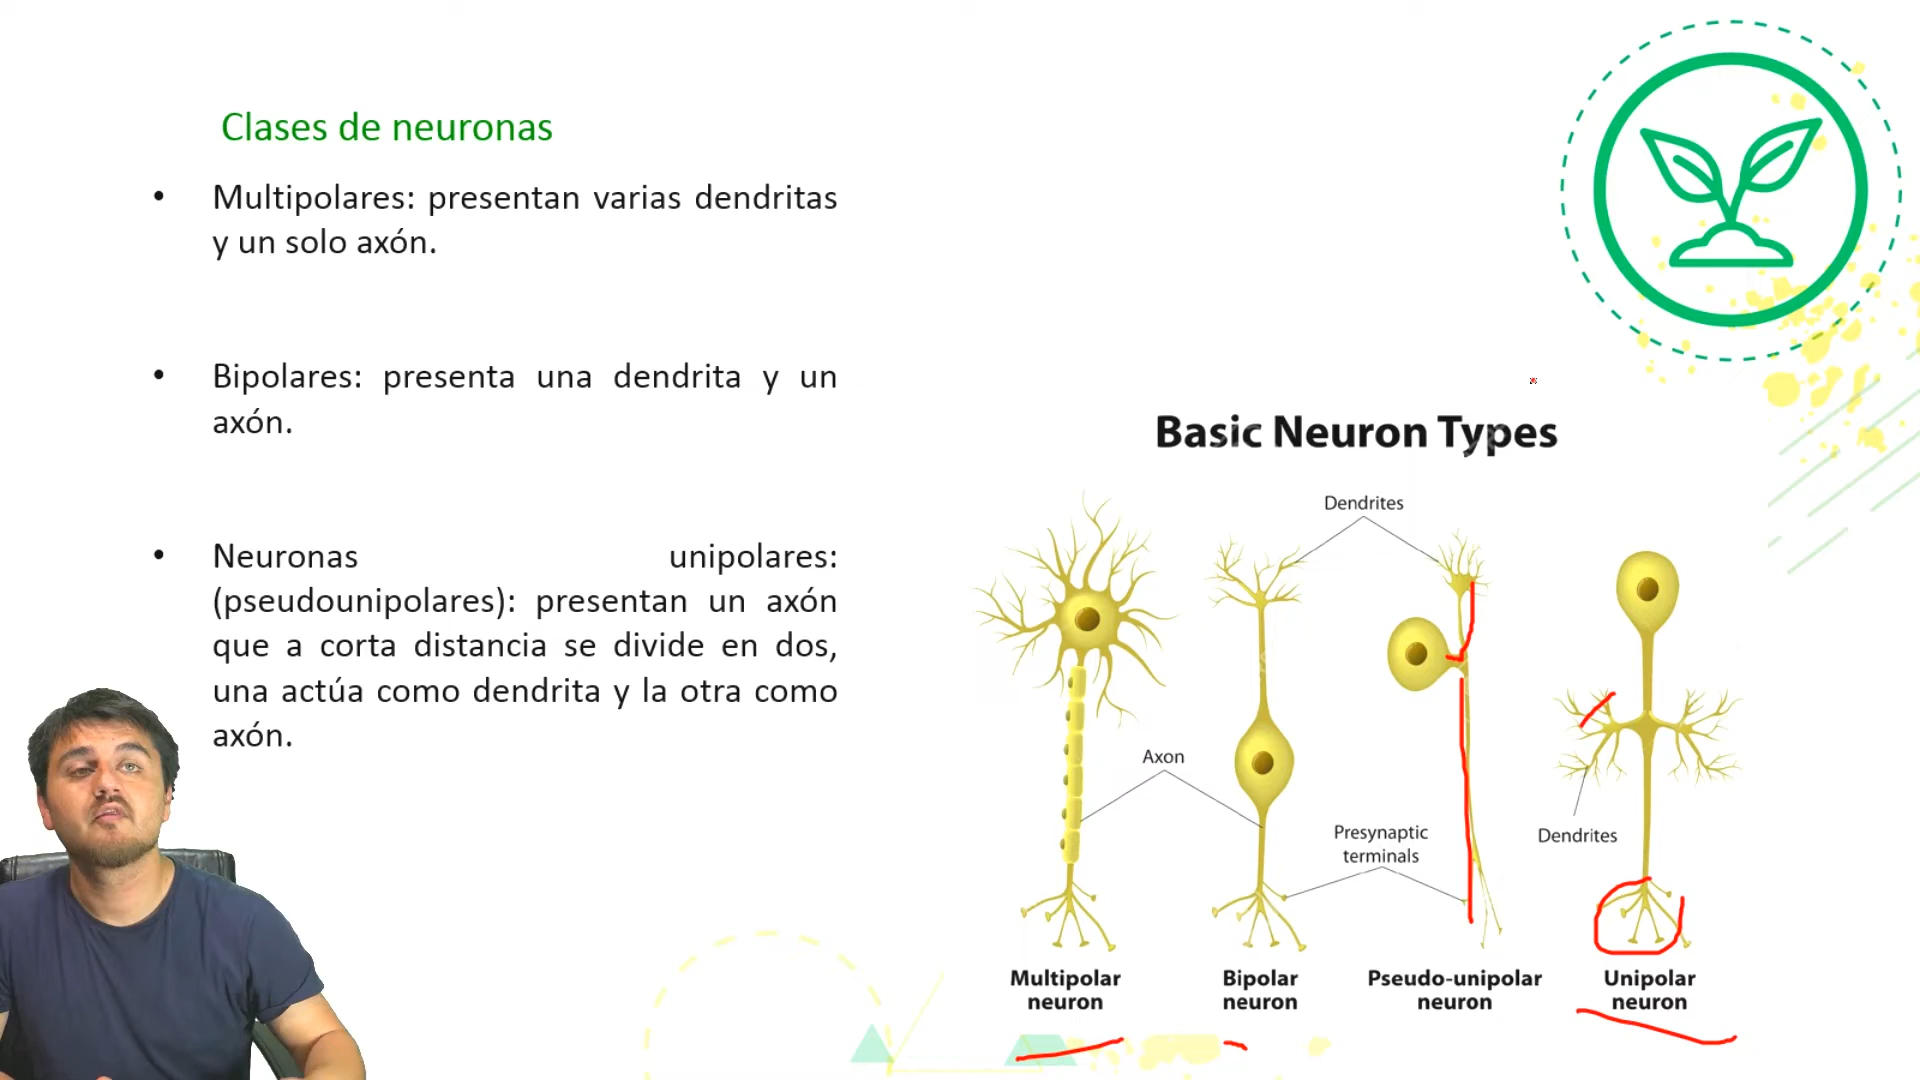 Clases de neuronas
• Multipolares: presentan varias dendritas
y un solo axón.
• Bipolares: presenta una dendrita y un
axón.
• Neuronas unipolares:
(pseudounipolares): presentan un axón
que a corta distancia se divide en dos,
una actúa como dendrita y la otra como
axón.
Basic Neuron Types
Dendrites
Axon
Presynaptic
terminals
Dendrites
Multipolar
neuron
Bipolar
neuron
Pseudo-unipolar
neuron
Unipolar
neuron